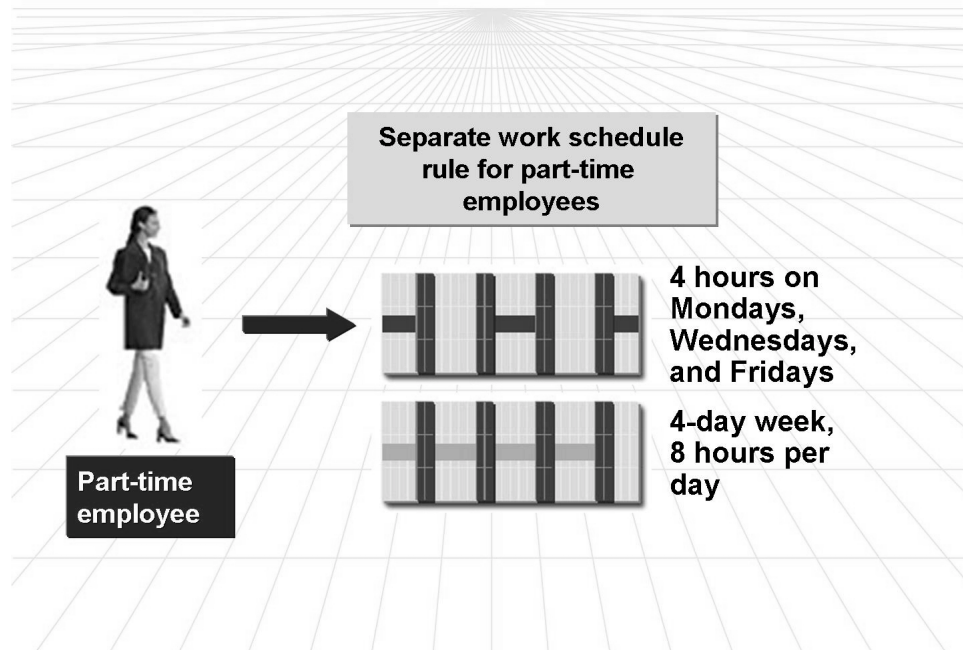 Separate work schedule
rule for part-time
employees
4 hours on
Mondays,
Wednesdays,
and Fridays
4-day week,
8 hours per
day
Part-time
employee